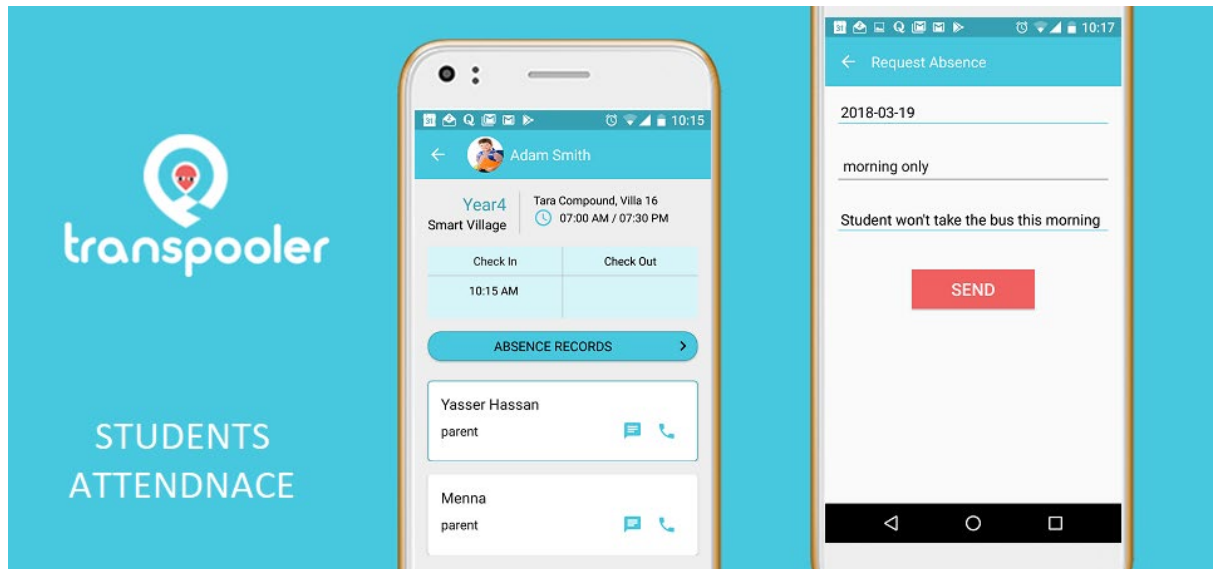 transpooler
STUDENTS
ATTENDNACE
31 Q M M 10:15
Adam Smith
Year4
Smart Village
Tara Compound, Villa 16
07:00 AM / 07:30 PM
Check In Check Out
10:15 AM
ABSENCE RECORDS
Yasser Hassan
parent
Menna
parent
31 Q M M 10:17
Request Absence
2018-03-19
morning only
Student won't take the bus this morning
SEND